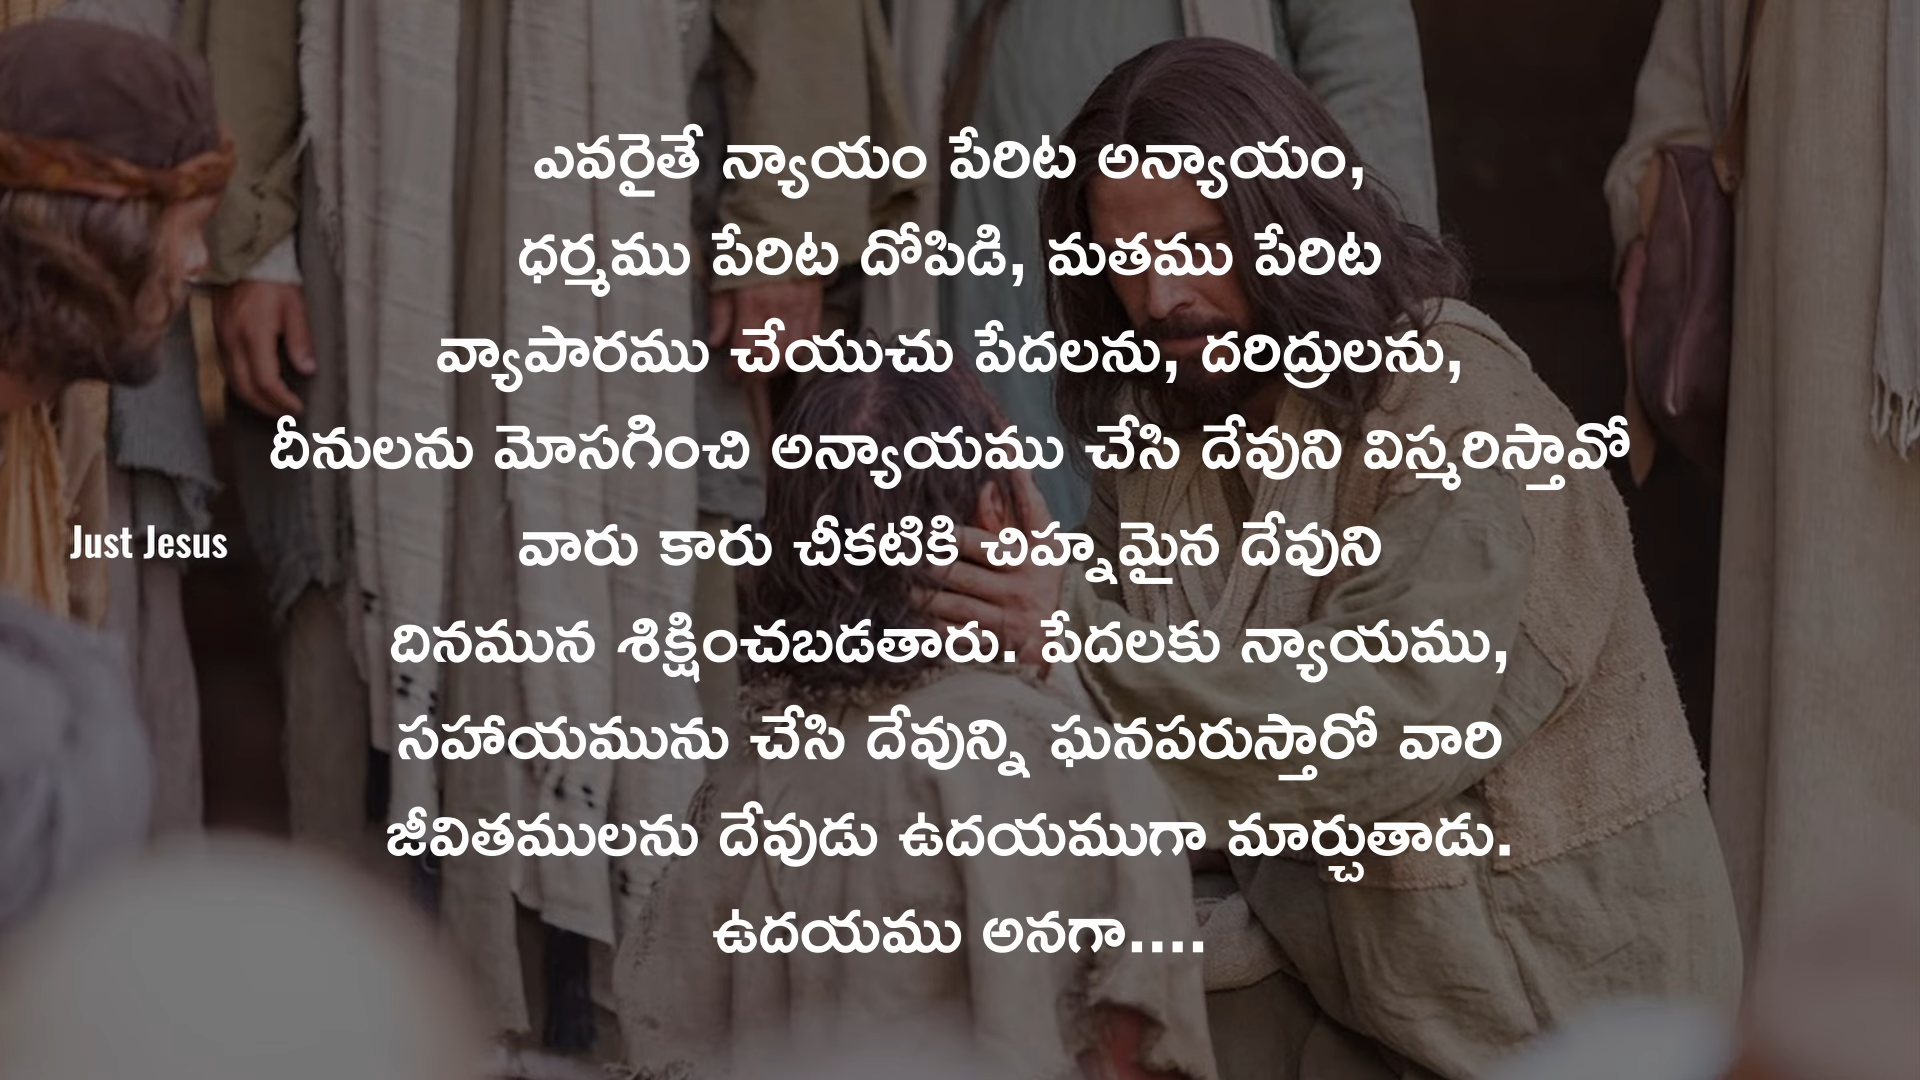 ఎవరైతే న్యాయం పేరిట అన్యాయం,
ధర్మము పేరిట దోపిడి, మతము పేరిట
వ్యాపారము చేయుచు పేదలను, దరిద్రులను,
దీనులను మోసగించి అన్యాయము చేసి దేవుని విస్మరిస్తావో
వారు కారు చీకటికి చిహ్నమైన దేవుని
దినమున శిక్షించబడతారు. పేదలకు న్యాయము,
సహాయమును చేసి దేవున్ని ఘనపరుస్తారో వారి
జీవితములను దేవుడు ఉదయముగా మార్చుతాడు.
ఉదయము అనగా....
Just Jesus